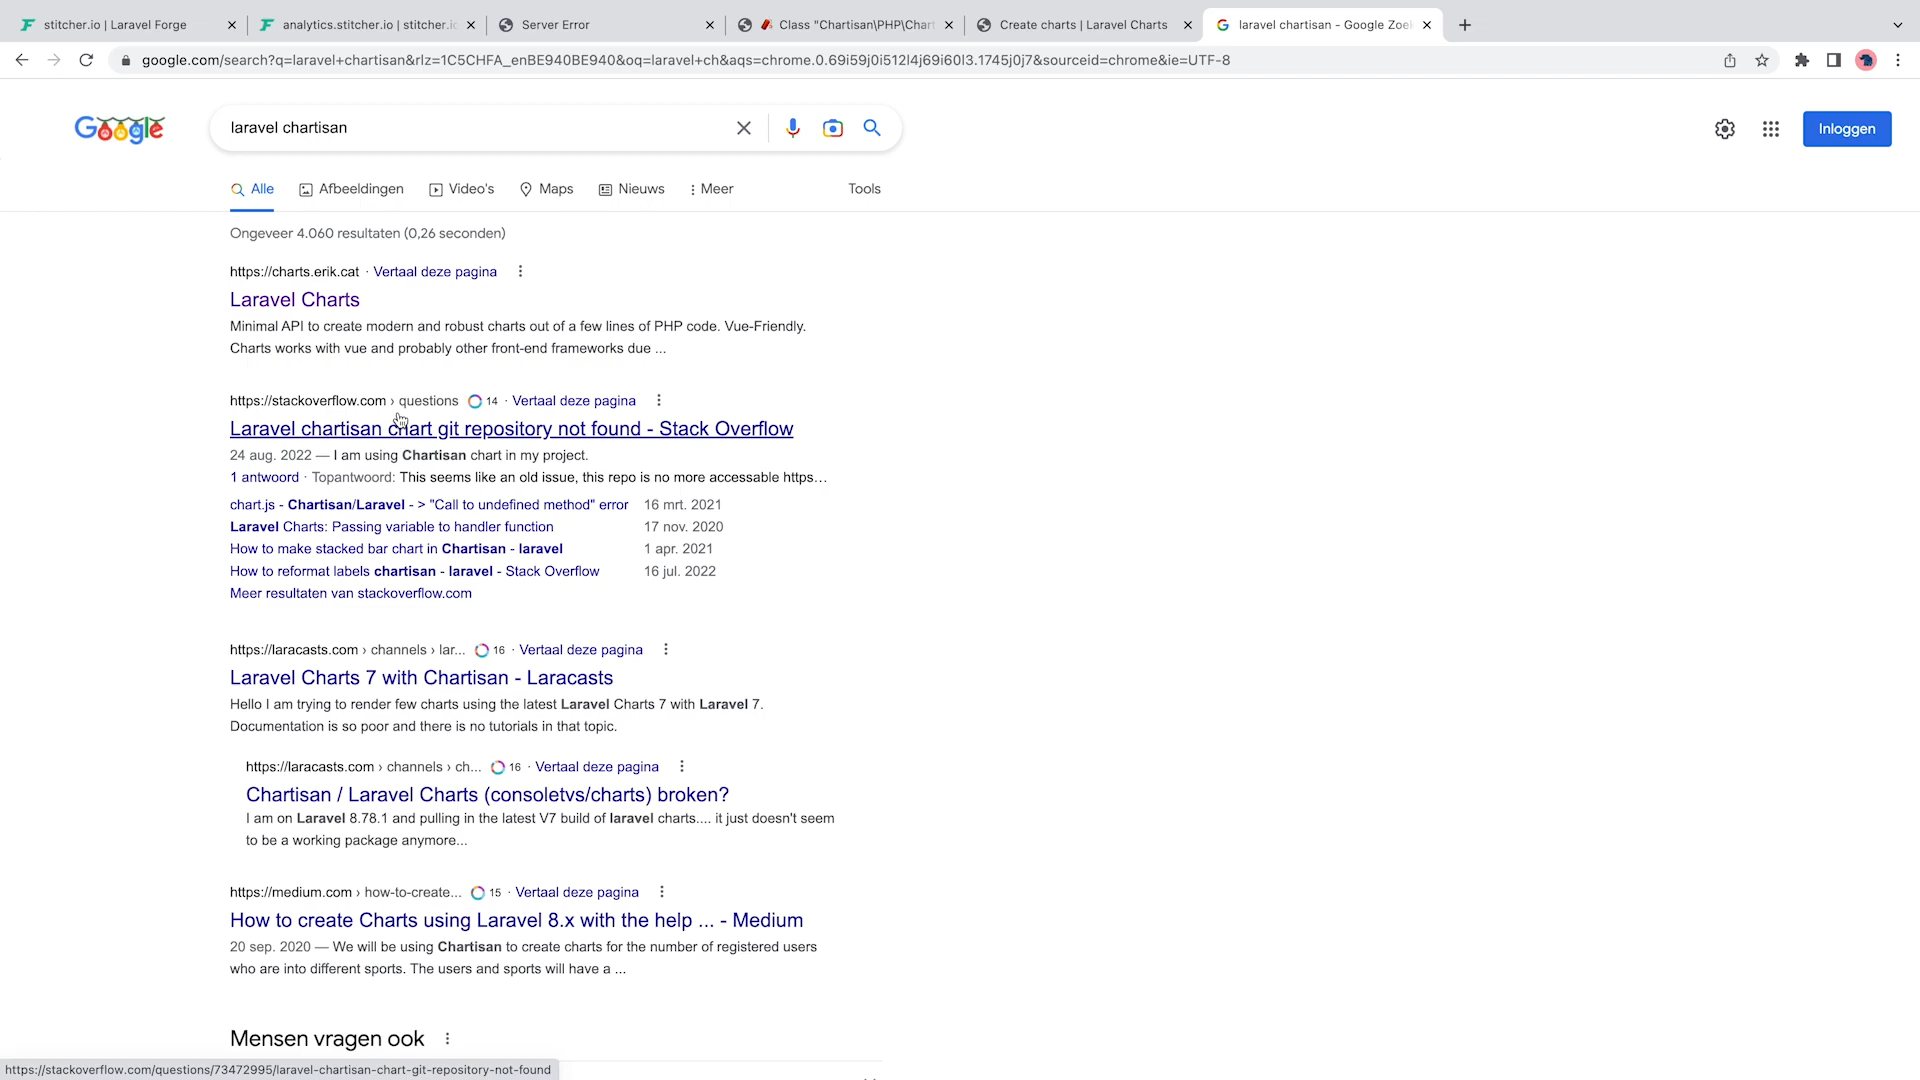 stitcher.io | Laravel Forge
analytics.stitcher.io | stitcher.io
Server Error
Class "Chartisan\PHP\Chart
Create charts | Laravel Charts
laravel chartisan - Google Zoe
google.com/search?q=laravel+chartisan&rlz=1C5CHFA_enBE940BE940&oq=laravel+ch&aqs=chrome.0.69i59j0i512l4j69i60l3.1745j0j7&sourceid=chrome&ie=UTF-8
Google
laravel chartisan
Inloggen
Alle
Afbeeldingen
Video's
Maps
Nieuws
Meer
Tools
Ongeveer 4.060 resultaten (0,26 seconden)
https://charts.erik.cat · Vertaal deze pagina
Laravel Charts
Minimal API to create modern and robust charts out of a few lines of PHP code. Vue-Friendly.
Charts works with vue and probably other front-end frameworks due ...
https://stackoverflow.com › questions 14 · Vertaal deze pagina
Laravel chartisan chart git repository not found - Stack Overflow
24 aug. 2022 — I am using Chartisan chart in my project.
1 antwoord · Topantwoord: This seems like an old issue, this repo is no more accessable https...
chart.js - Chartisan/Laravel - > "Call to undefined method" error 16 mrt. 2021
Laravel Charts: Passing variable to handler function 17 nov. 2020
How to make stacked bar chart in Chartisan - laravel 1 apr. 2021
How to reformat labels chartisan - laravel - Stack Overflow 16 jul. 2022
Meer resultaten van stackoverflow.com
https://laracasts.com › channels › lar... 16 · Vertaal deze pagina
Laravel Charts 7 with Chartisan - Laracasts
Hello I am trying to render few charts using the latest Laravel Charts 7 with Laravel 7.
Documentation is so poor and there is no tutorials in that topic.
https://laracasts.com › channels › ch... 16 · Vertaal deze pagina
Chartisan / Laravel Charts (consoletvs/charts) broken?
I am on Laravel 8.78.1 and pulling in the latest V7 build of laravel charts.... it just doesn't seem
to be a working package anymore...
https://medium.com › how-to-create... 15 · Vertaal deze pagina
How to create Charts using Laravel 8.x with the help ... - Medium
20 sep. 2020 — We will be using Chartisan to create charts for the number of registered users
who are into different sports. The users and sports will have a ...
Mensen vragen ook
https://stackoverflow.com/questions/73472995/laravel-chartisan-chart-git-repository-not-found